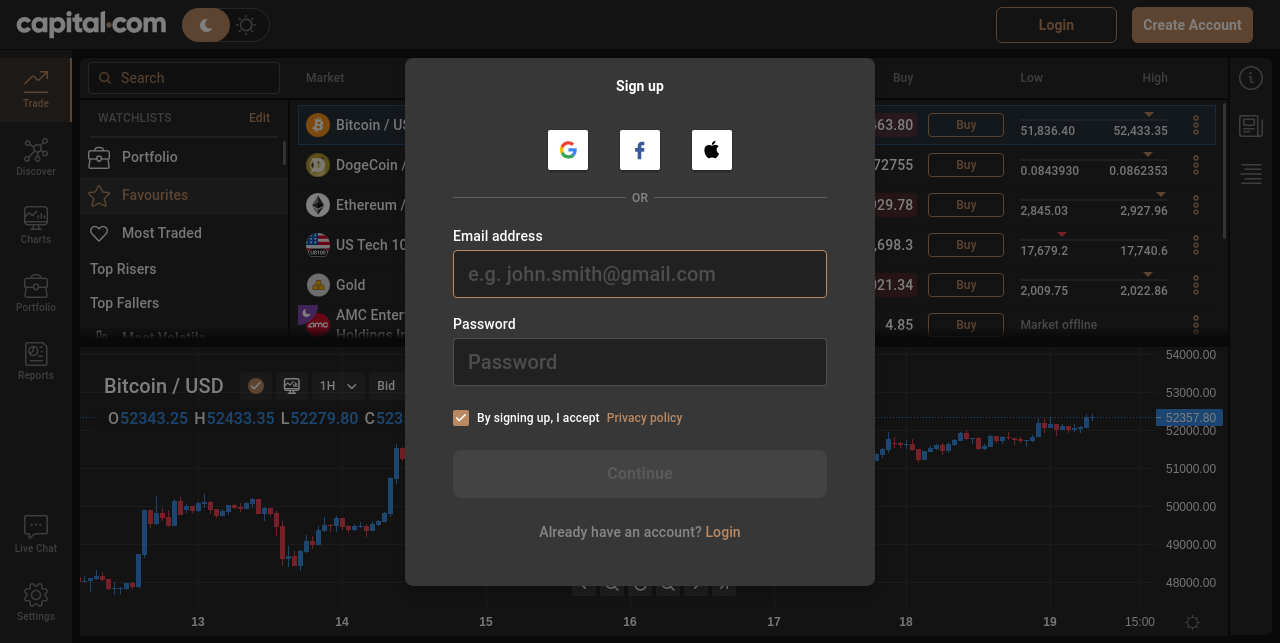 capital.com
Login
Create Account
Trade
Discover
Charts
Portfolio
Reports
Live Chat
Settings
Search
WATCHLISTS
Edit
Portfolio
Favourites
Most Traded
Top Risers
Top Fallers
Most Volatile
Market
Buy
Low
High
Bitcoin / US
63.80
Buy
51,836.40
52,433.35
DogeCoin /
72755
Buy
0.0843930
0.0862353
Ethereum /
29.78
Buy
2,845.03
2,927.96
US100
US Tech 10
,698.3
Buy
17,679.2
17,740.6
Gold
21.34
Buy
2,009.75
2,022.86
amc
AMC Enter
Holdings In
4.85
Buy
Market offline
Sign up
OR
Email address
e.g. john.smith@gmail.com
Password
Password
By signing up, I accept Privacy policy
Continue
Already have an account? Login
Bitcoin / USD
1H
Bid
O52343.25 H52433.35 L52279.80 C523
54000.00
53000.00
52357.80
52000.00
51000.00
50000.00
49000.00
48000.00
13
14
15
16
17
18
19
15:00